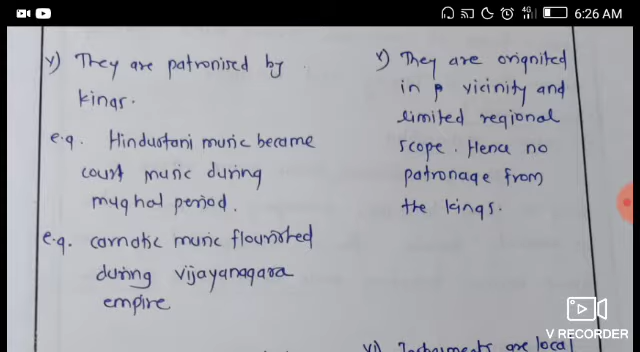 4G
6:26 AM
v) They are patronised by
kings.
e.g. Hindustani music became
court music during
mughal period.
e.g. carnatic music flourished
during vijayanagara
empire
v) They are orignited
in vicinity and
limited regional
scope. Hence no
patronage from
the kings.
vi) Instruments are local
V RECORDER